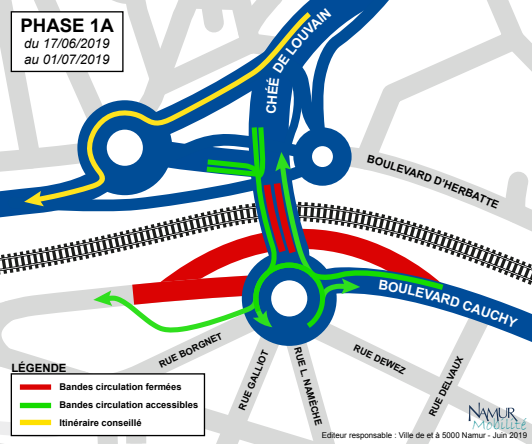 PHASE 1A
du 17/06/2019
au 01/07/2019
CHÉÉ DE LOUVAIN
BOULEVARD D'HERBATTE
BOULEVARD CAUCHY
RUE BORGNET
RUE GALLIOT
RUE L. NAMÈCHE
RUE DEWEZ
RUE DELVAUX
LÉGENDE
Bandes circulation fermées
Bandes circulation accessibles
Itinéraire conseillé
NAMUR
Mobilité
Editeur responsable : Ville de et à 5000 Namur - Juin 2019